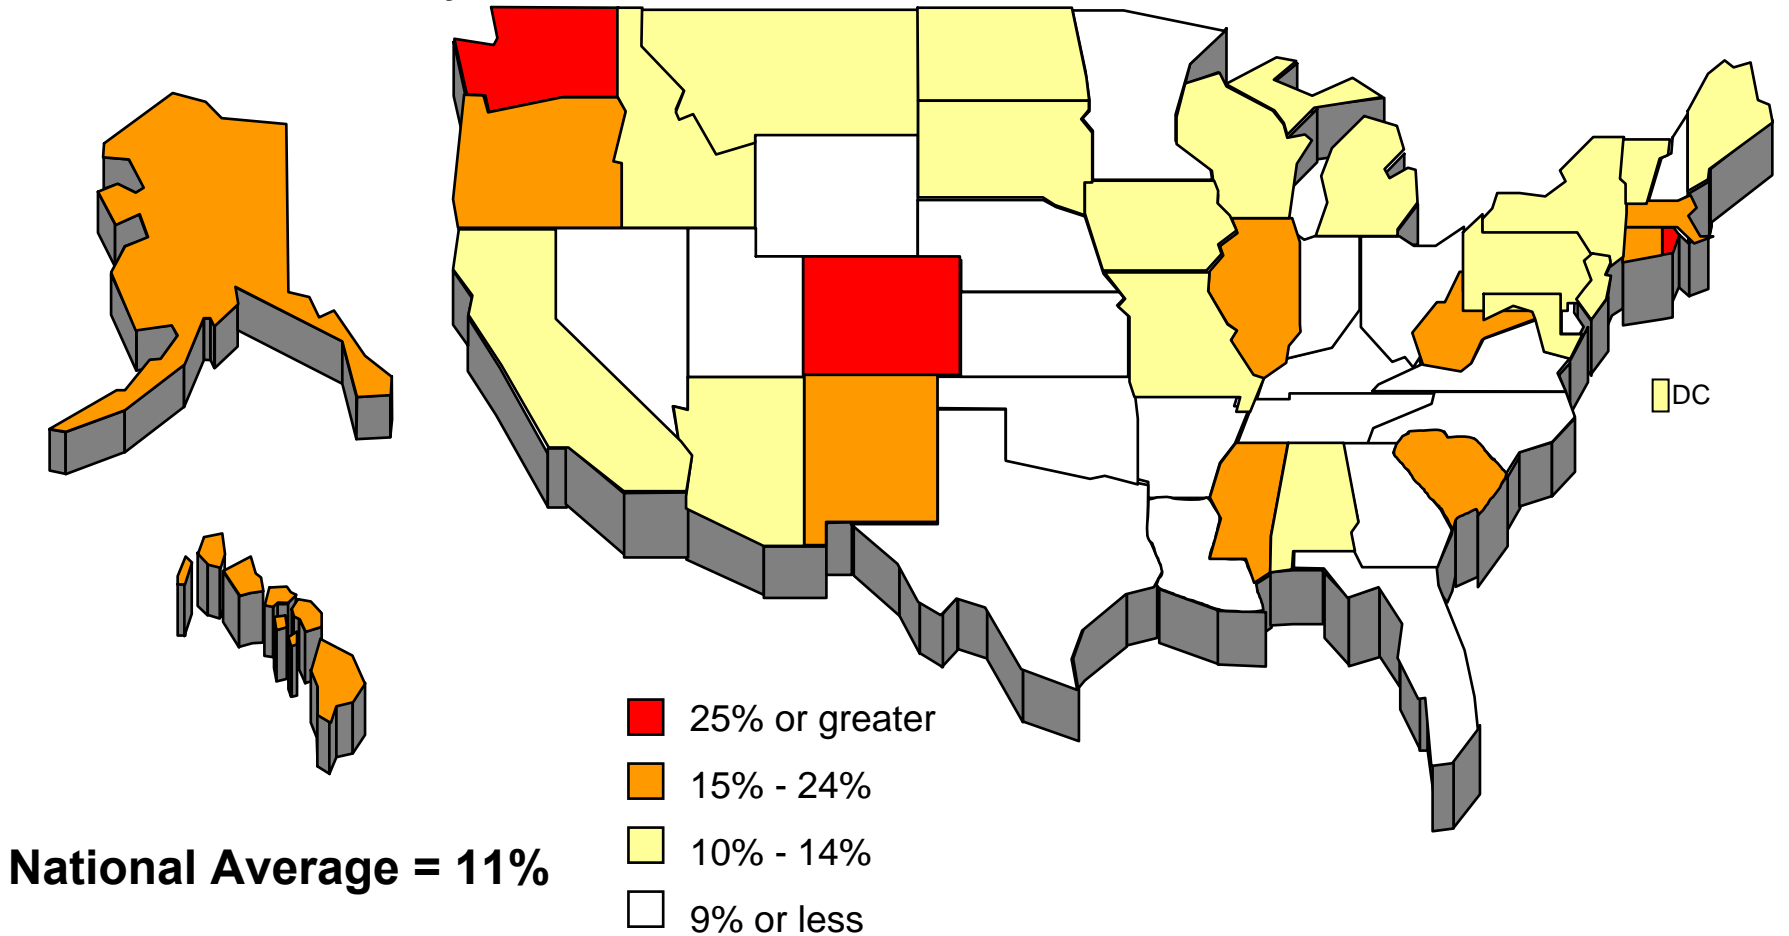 DC
25% or greater
15% - 24%
10% - 14%
National Average = 11%
9% or less